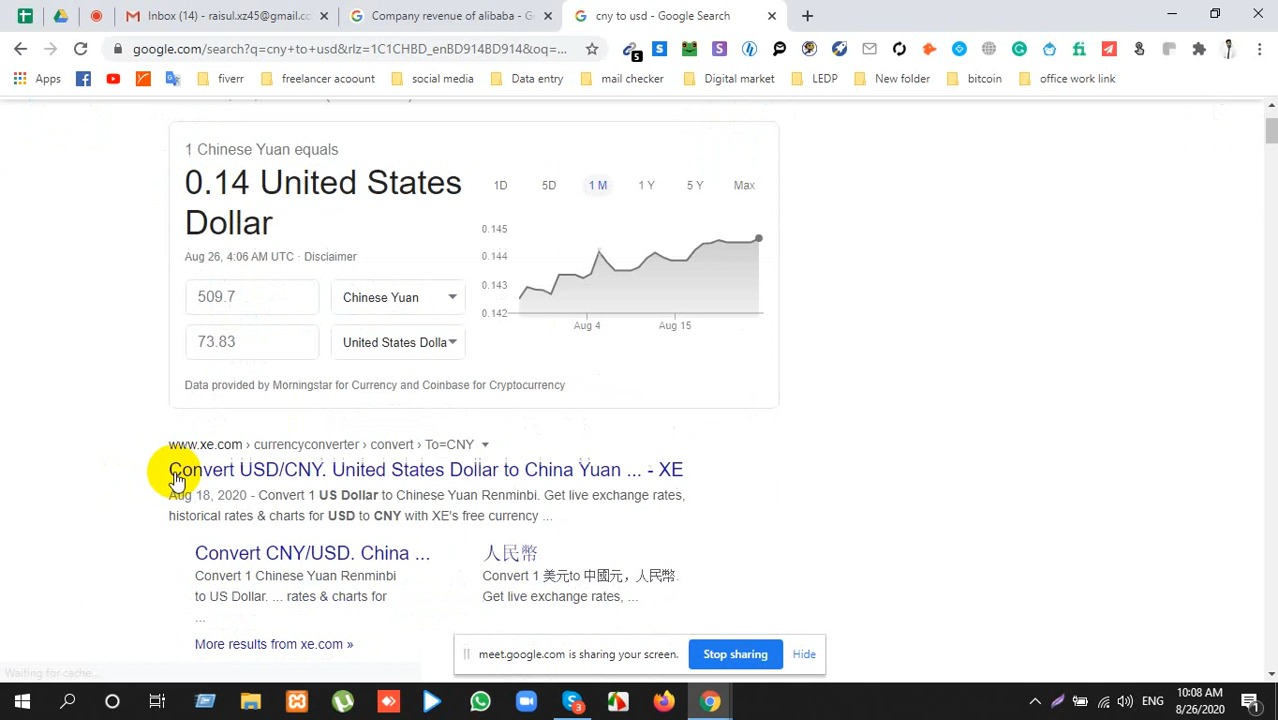 Inbox (14) - raisul.xz45@gmail.cc
Company revenue of alibaba - G
cny to usd - Google Search
google.com/search?q=cny+to+usd&rlz=1C1CHBD_enBD914BD914&oq=...
Apps
fiverr
freelancer acoount
social media
Data entry
mail checker
Digital market
LEDP
New folder
bitcoin
office work link
1 Chinese Yuan equals
0.14 United States
Dollar
Aug 26, 4:06 AM UTC · Disclaimer
1D 5D 1 M 1 Y 5 Y Max
0.145
0.144
0.143
0.142
Aug 4 Aug 15
509.7 Chinese Yuan
73.83 United States Dolla
Data provided by Morningstar for Currency and Coinbase for Cryptocurrency
www.xe.com › currencyconverter › convert › To=CNY
Convert USD/CNY. United States Dollar to China Yuan ... - XE
Aug 18, 2020 - Convert 1 US Dollar to Chinese Yuan Renminbi. Get live exchange rates,
historical rates & charts for USD to CNY with XE's free currency ...
Convert CNY/USD. China ...
Convert 1 Chinese Yuan Renminbi
to US Dollar. ... rates & charts for
...
人民幣
Convert 1 美元to 中國元，人民幣.
Get live exchange rates, ...
More results from xe.com »
meet.google.com is sharing your screen.
Stop sharing
Hide
Waiting for cache...
ENG
10:08 AM
8/26/2020